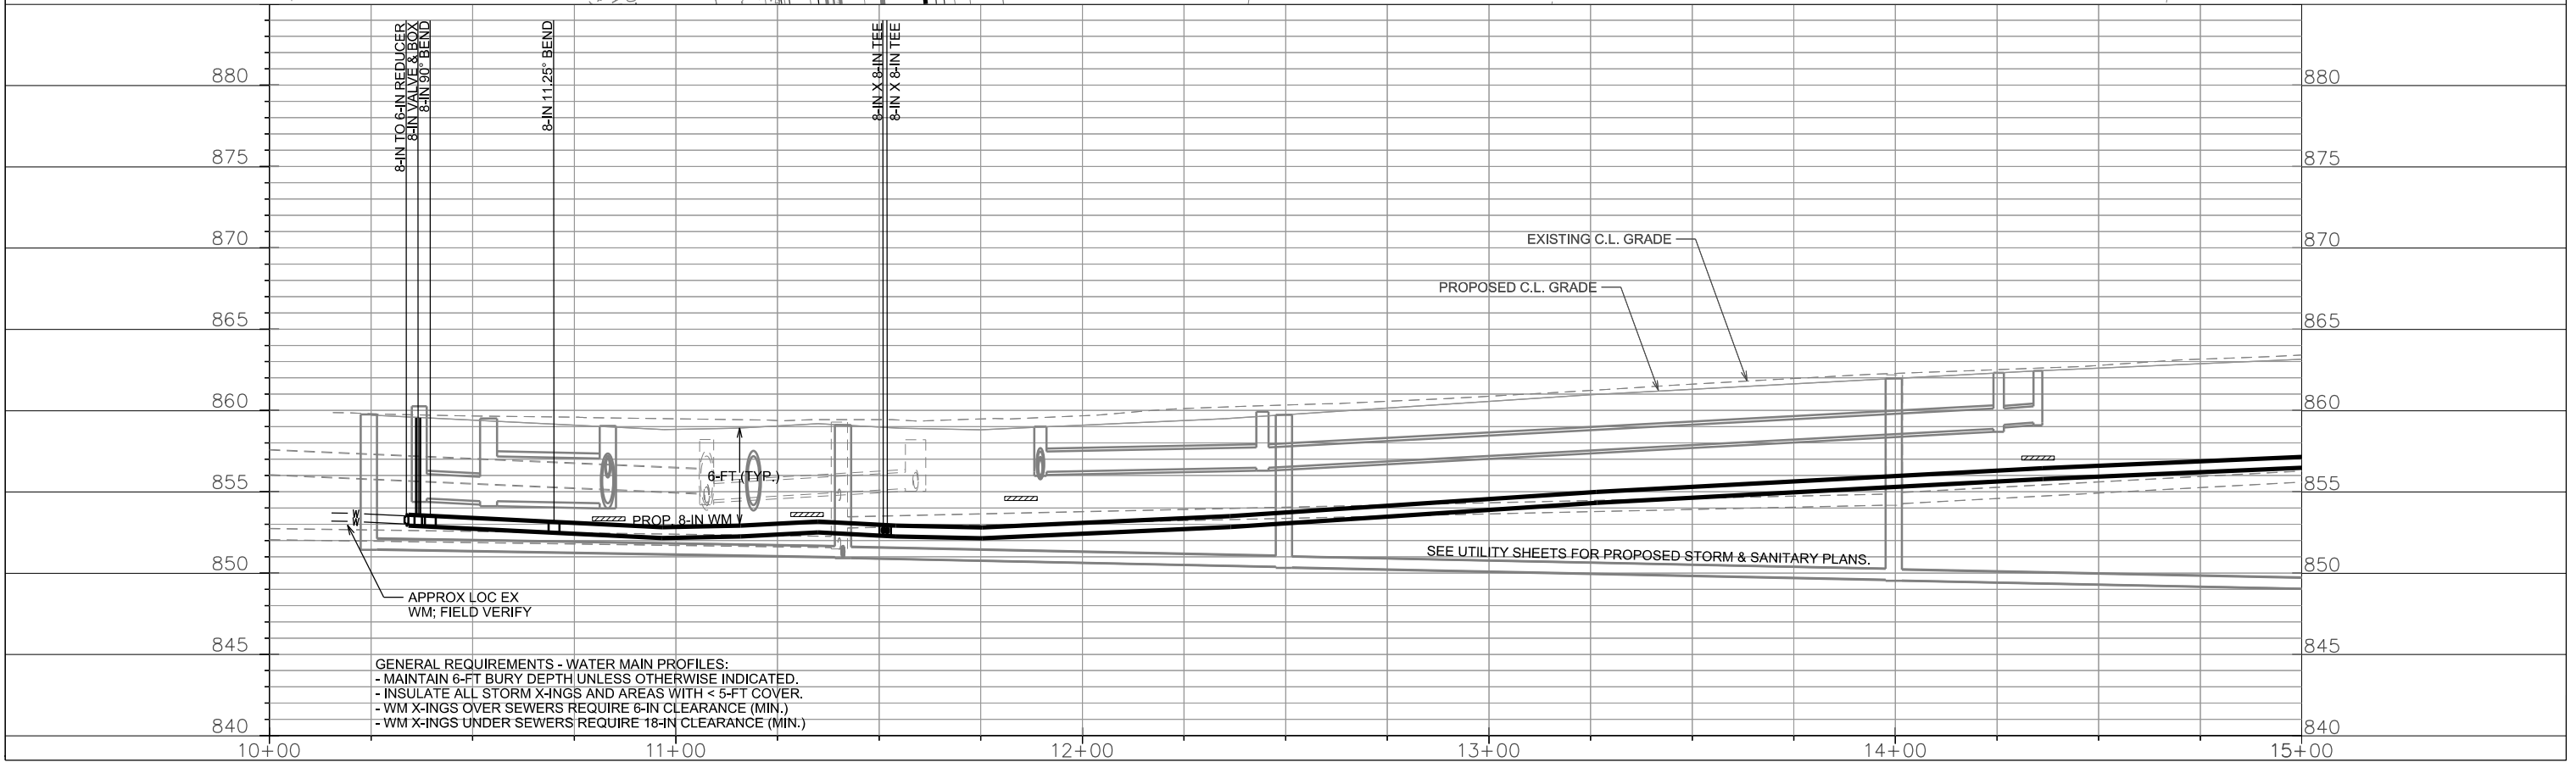 8-IN TO 6-IN REDUCER
8-IN VALVE & BOX
8-IN 90° BEND
8-IN 11.25° BEND
8-IN X 8-IN TEE
8-IN X 8-IN TEE
880
880
875
875
870
870
EXISTING C.L. GRADE
PROPOSED C.L. GRADE
865
865
860
860
855
855
6-FT (TYP.)
W
W
PROP. 8-IN WM
SEE UTILITY SHEETS FOR PROPOSED STORM & SANITARY PLANS.
850
850
APPROX LOC EX
WM; FIELD VERIFY
845
845
GENERAL REQUIREMENTS - WATER MAIN PROFILES:
- MAINTAIN 6-FT BURY DEPTH UNLESS OTHERWISE INDICATED.
- INSULATE ALL STORM X-INGS AND AREAS WITH < 5-FT COVER.
- WM X-INGS OVER SEWERS REQUIRE 6-IN CLEARANCE (MIN.)
- WM X-INGS UNDER SEWERS REQUIRE 18-IN CLEARANCE (MIN.)
840
840
10+00
11+00
12+00
13+00
14+00
15+00